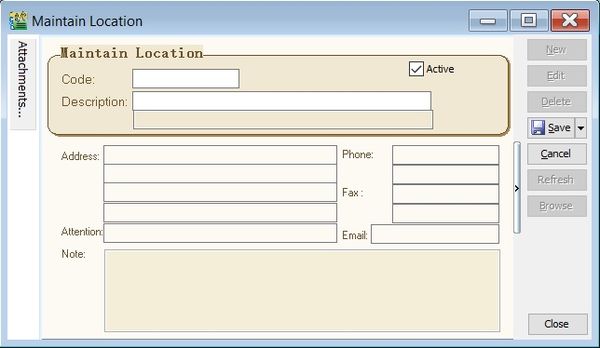 Maintain Location
Attachments...
Maintain Location
Code:
Active
Description:
Address:
Phone:
Fax :
Attention:
Email:
Note:
New
Edit
Delete
Save
Cancel
Refresh
Browse
Close